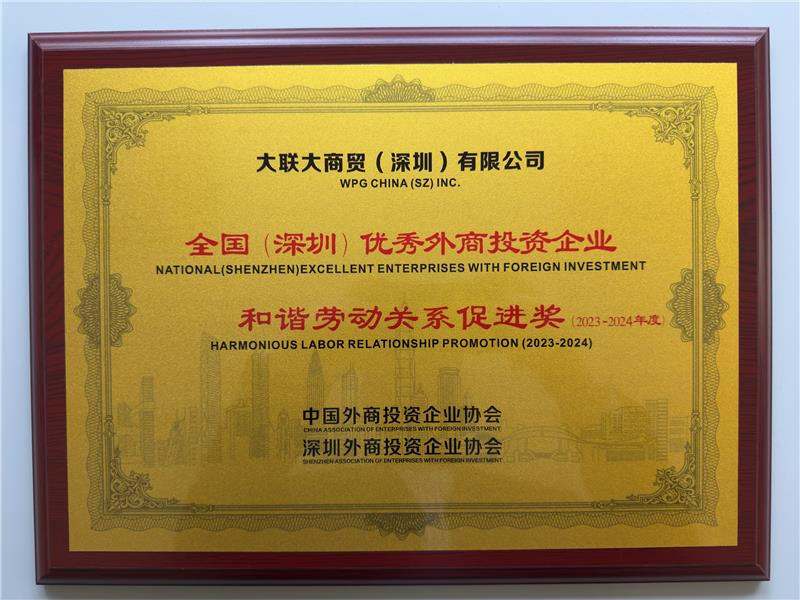 大联大商贸（深圳）有限公司
WPG CHINA (SZ) INC.
全国（深圳）优秀外商投资企业
NATIONAL(SHENZHEN)EXCELLENT ENTERPRISES WITH FOREIGN INVESTMENT
和谐劳动关系促进奖(2023-2024年度)
HARMONIOUS LABOR RELATIONSHIP PROMOTION (2023-2024)
中国外商投资企业协会
CHINA ASSOCIATION OF ENTERPRISES WITH FOREIGN INVESTMENT
深圳外商投资企业协会
SHENZHEN ASSOCIATION OF ENTERPRISES WITH FOREIGN INVESTMENT